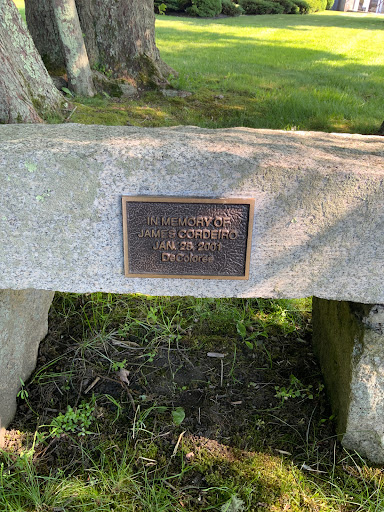 IN MEMORY OF
JAMES CORDEIRO
JAN. 28, 2001
DeColores